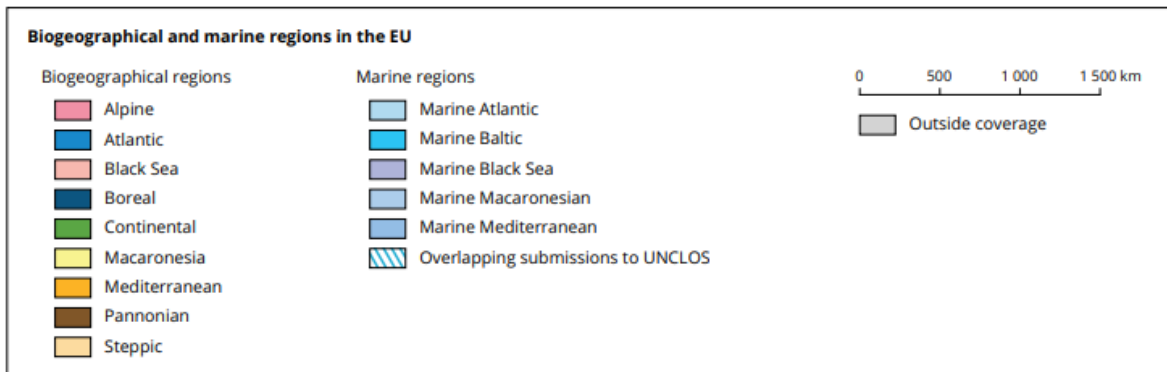 Biogeographical and marine regions in the EU
Biogeographical regions
Alpine
Atlantic
Black Sea
Boreal
Continental
Macaronesia
Mediterranean
Pannonian
Steppic
Marine regions
Marine Atlantic
Marine Baltic
Marine Black Sea
Marine Macaronesian
Marine Mediterranean
Overlapping submissions to UNCLOS
0 500 1 000 1 500 km
Outside coverage